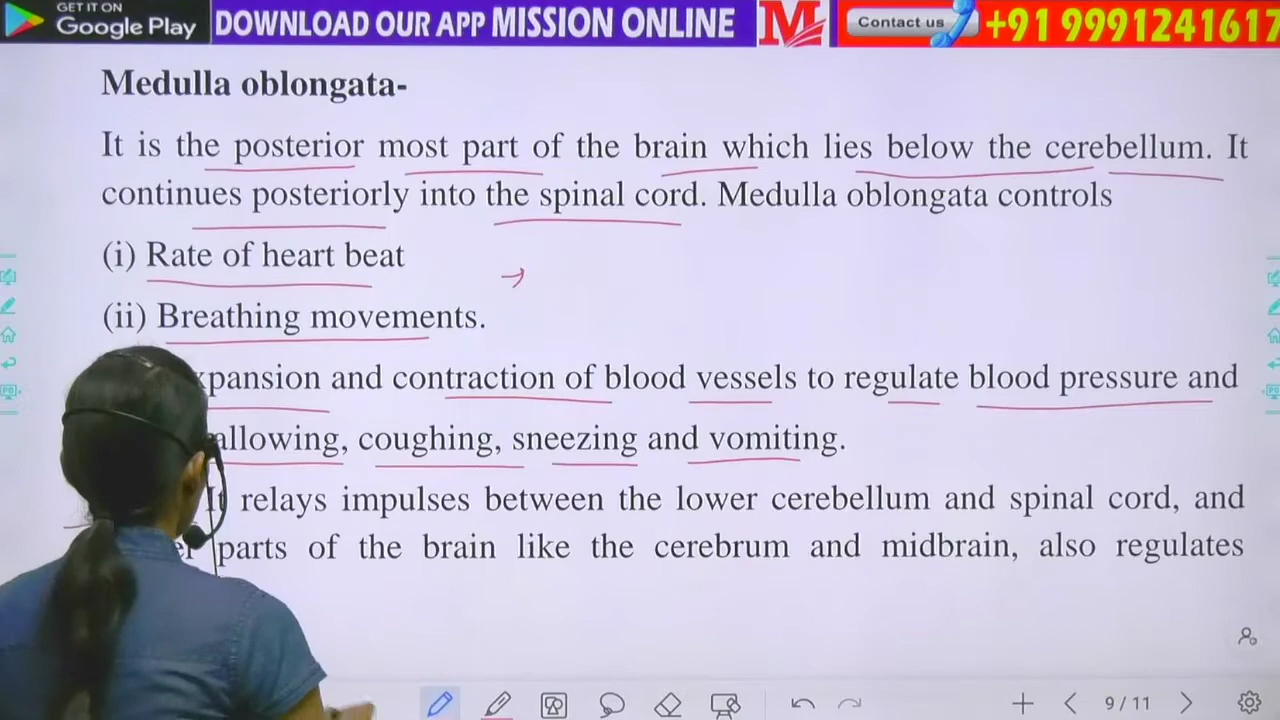 GET IT ON
Google Play
DOWNLOAD OUR APP MISSION ONLINE
M
Contact us
+91 9991241617
Medulla oblongata-
It is the posterior most part of the brain which lies below the cerebellum. It
continues posteriorly into the spinal cord. Medulla oblongata controls
(i) Rate of heart beat
(ii) Breathing movements.
xpansion and contraction of blood vessels to regulate blood pressure and
allowing, coughing, sneezing and vomiting.
It relays impulses between the lower cerebellum and spinal cord, and
parts of the brain like the cerebrum and midbrain, also regulates
9 / 11